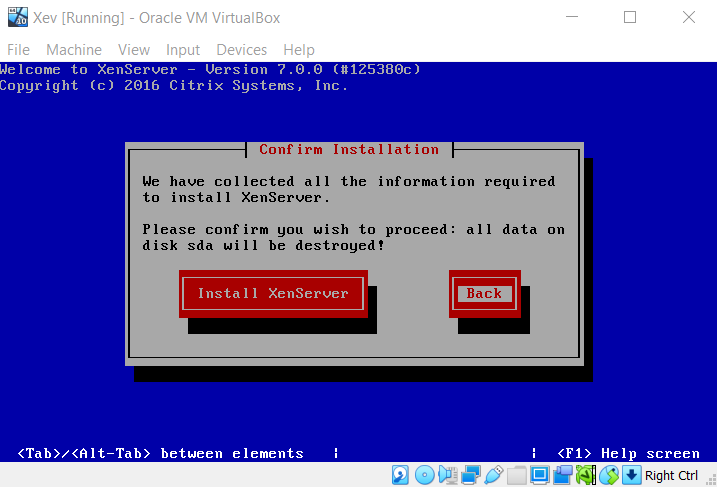 Xev [Running] - Oracle VM VirtualBox
File Machine View Input Devices Help
Welcome to XenServer - Version 7.0.0 (#125380c)
Copyright (c) 2016 Citrix Systems, Inc.
Confirm Installation
We have collected all the information required
to install XenServer.
Please confirm you wish to proceed: all data on
disk sda will be destroyed!
Install XenServer Back
<Tab>/<Alt-Tab> between elements | | <F1> Help screen
Right Ctrl